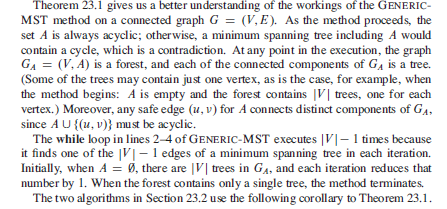 Theorem 23.1 gives us a better understanding of the workings of the GENERIC-
MST method on a connected graph G = (V, E). As the method proceeds, the
set A is always acyclic; otherwise, a minimum spanning tree including A would
contain a cycle, which is a contradiction. At any point in the execution, the graph
G_A = (V, A) is a forest, and each of the connected components of G_A is a tree.
(Some of the trees may contain just one vertex, as is the case, for example, when
the method begins: A is empty and the forest contains |V| trees, one for each
vertex.) Moreover, any safe edge (u, v) for A connects distinct components of G_A,
since A ∪ {(u, v)} must be acyclic.
The while loop in lines 2–4 of GENERIC-MST executes |V| − 1 times because
it finds one of the |V| − 1 edges of a minimum spanning tree in each iteration.
Initially, when A = ∅, there are |V| trees in G_A, and each iteration reduces that
number by 1. When the forest contains only a single tree, the method terminates.
The two algorithms in Section 23.2 use the following corollary to Theorem 23.1.